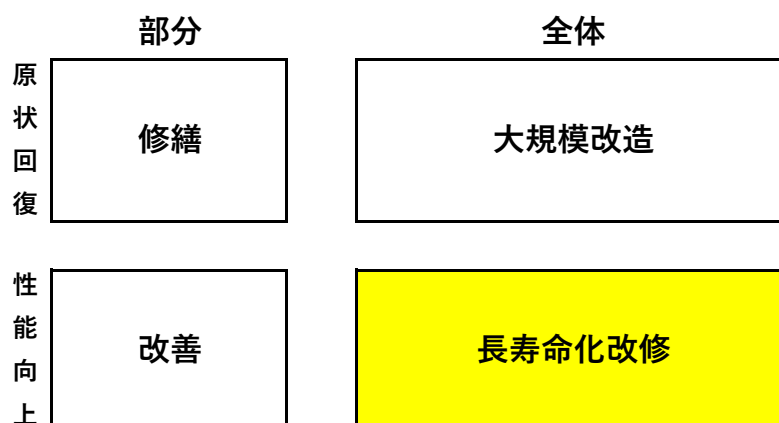 部分
全体
原状回復
修繕
大規模改造
性能向上
改善
長寿命化改修